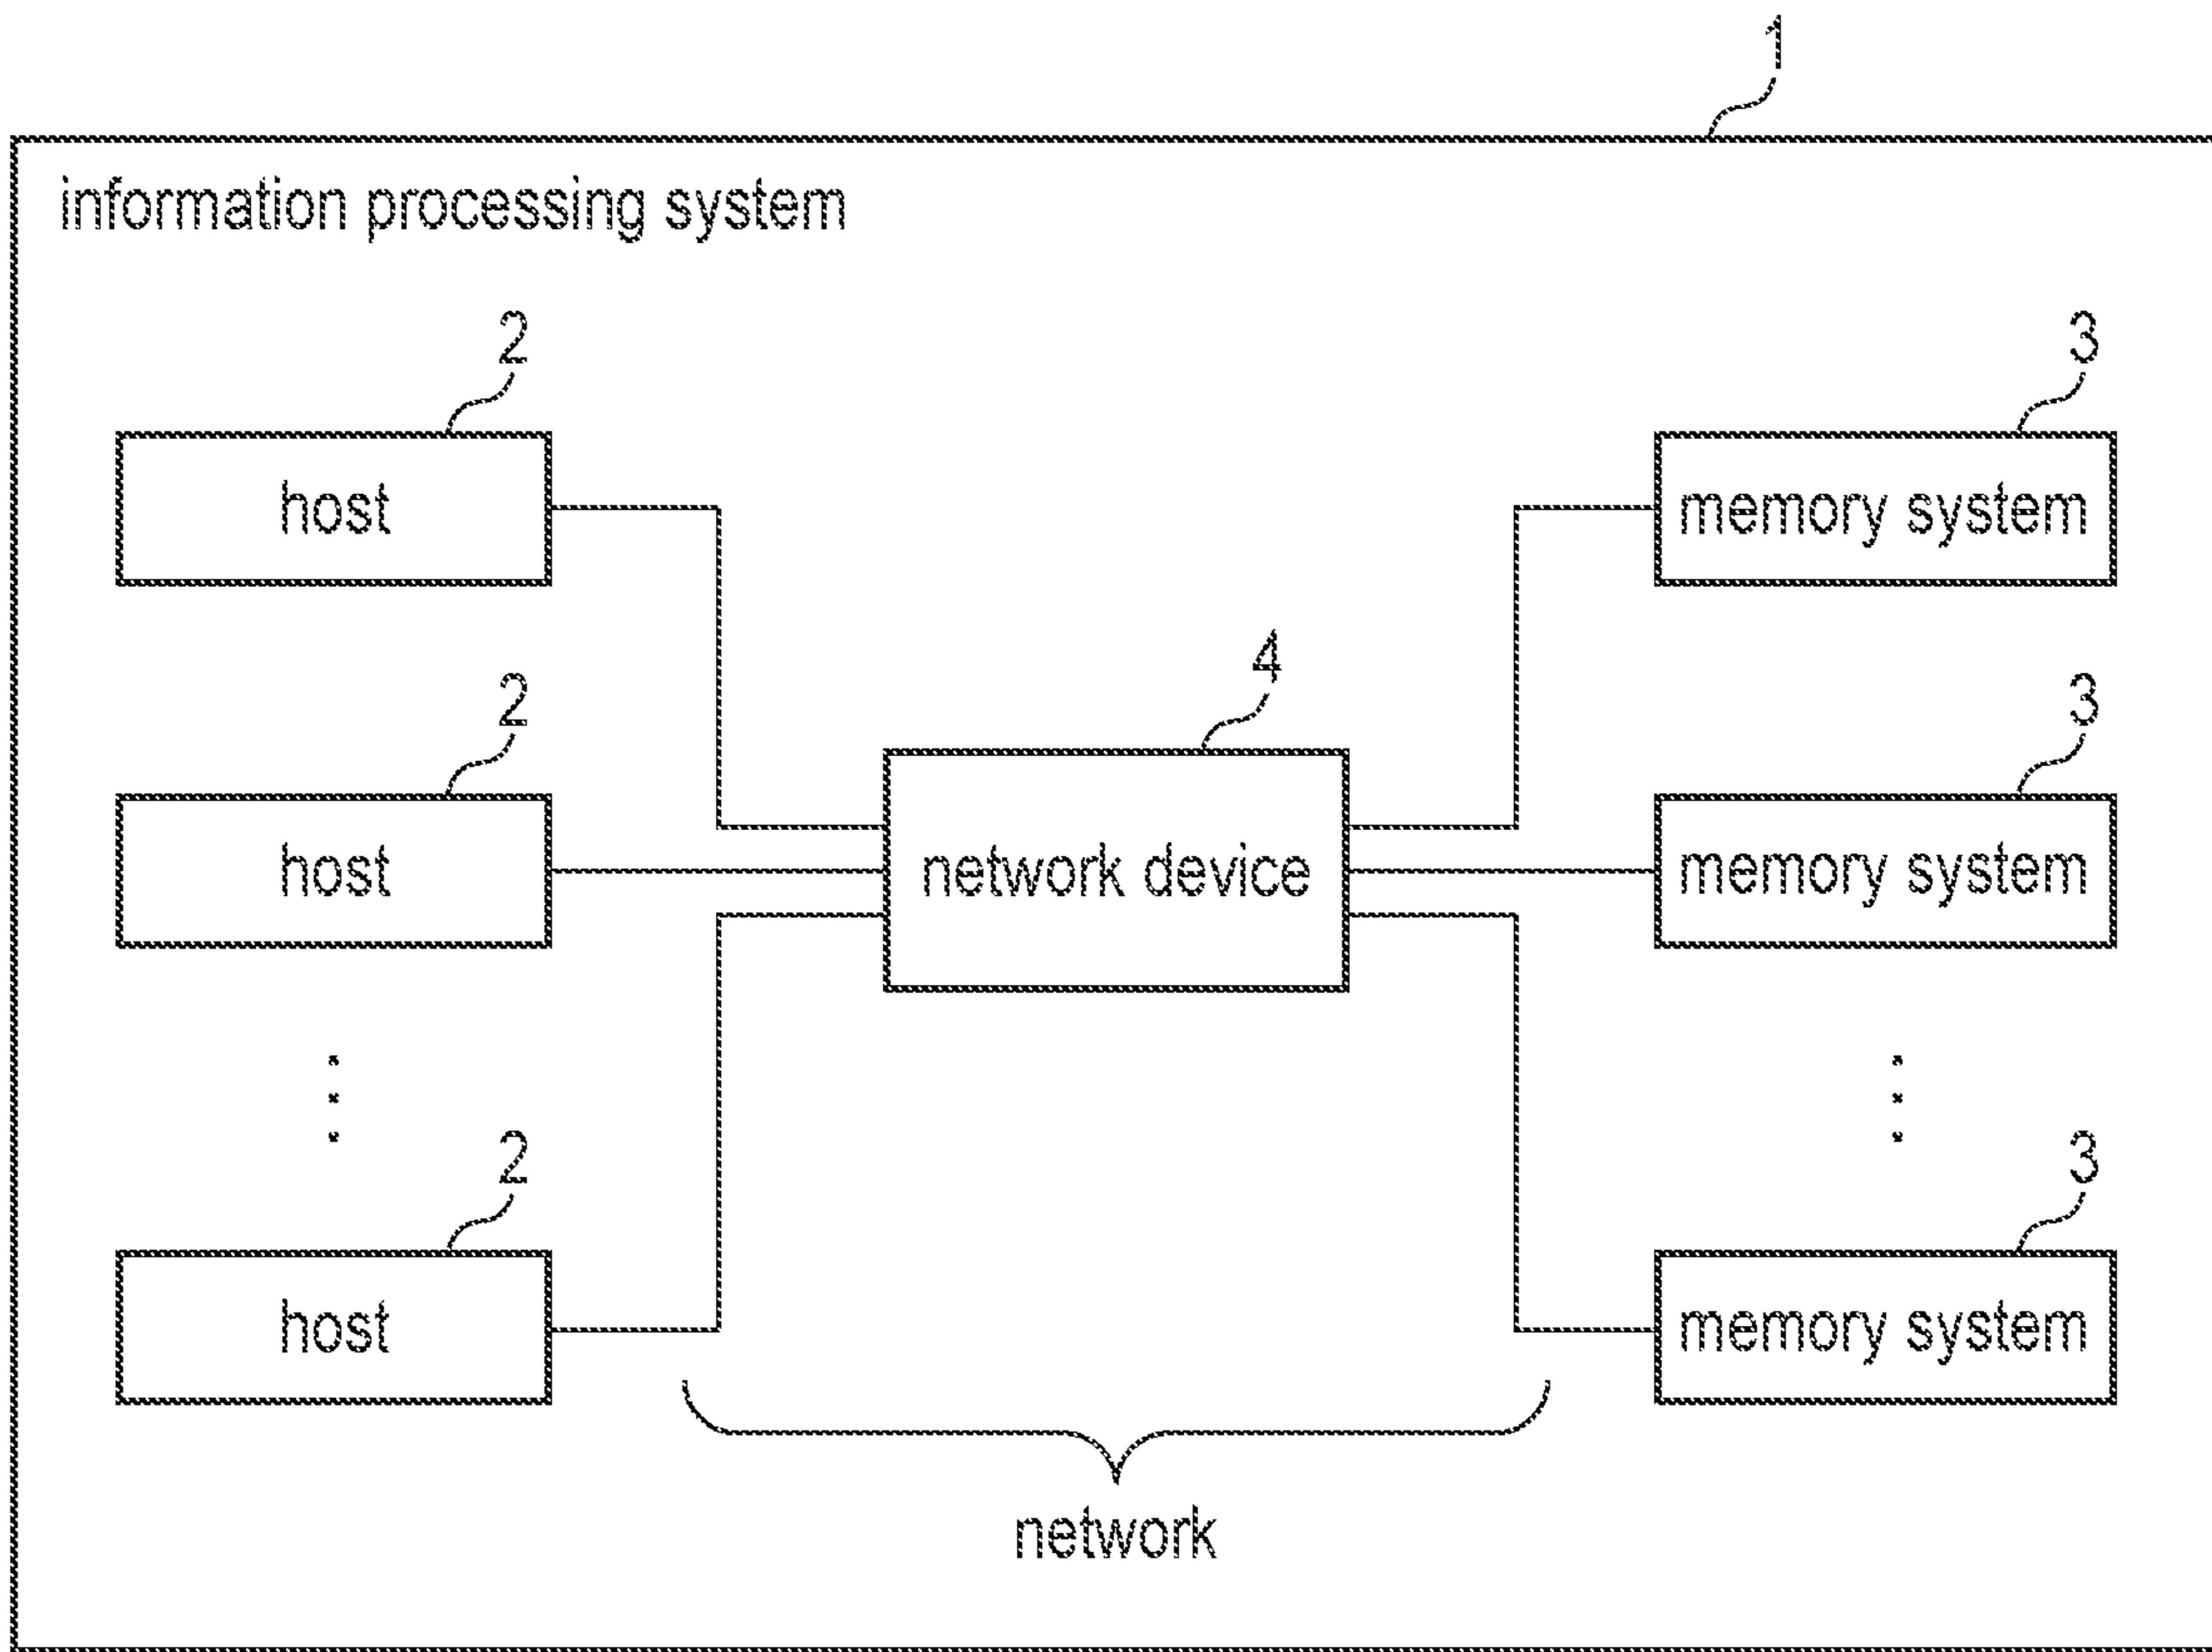 1
information processing system
2
3
host
memory system
2
3
4
host
network device
memory system
2
3
host
memory system
network